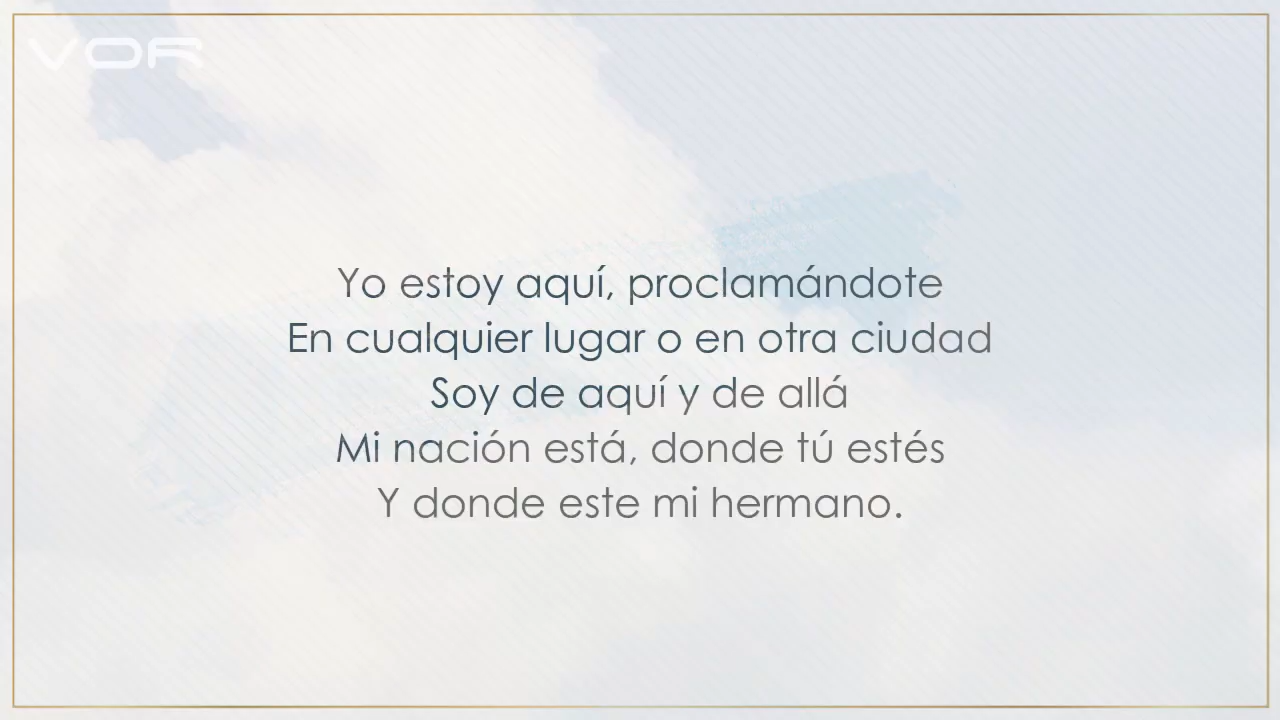 VOR
Yo estoy aquí, proclamándote
En cualquier lugar o en otra ciudad
Soy de aquí y de allá
Mi nación está, donde tú estés
Y donde este mi hermano.